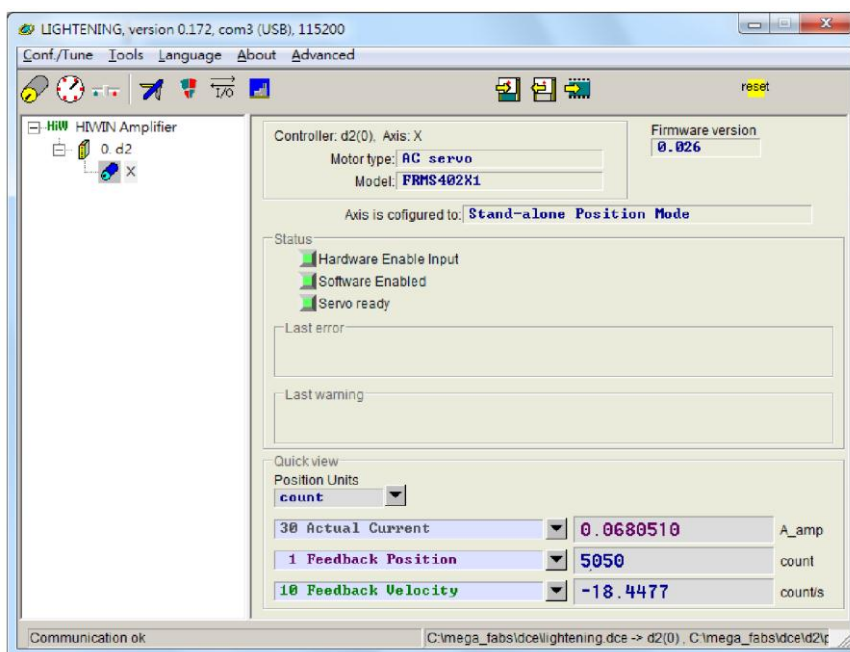 LIGHTENING, version 0.172, com3 (USB), 115200
Conf./Tune Tools Language About Advanced
I/O
reset
HIW HIWIN Amplifier
0. d2
X
Controller: d2(0), Axis: X
Firmware version
0.026
Motor type: AC servo
Model: FRMS402X1
Axis is cofigured to: Stand-alone Position Mode
Status
Hardware Enable Input
Software Enabled
Servo ready
Last error
Last warning
Quick view
Position Units
count
30 Actual Current 0.0680510 A_amp
1 Feedback Position 5050 count
10 Feedback Velocity -18.4477 count/s
Communication ok C:\mega_fabs\dce\lightening.dce -> d2(0) , C:\mega_fabs\dce\d2\p